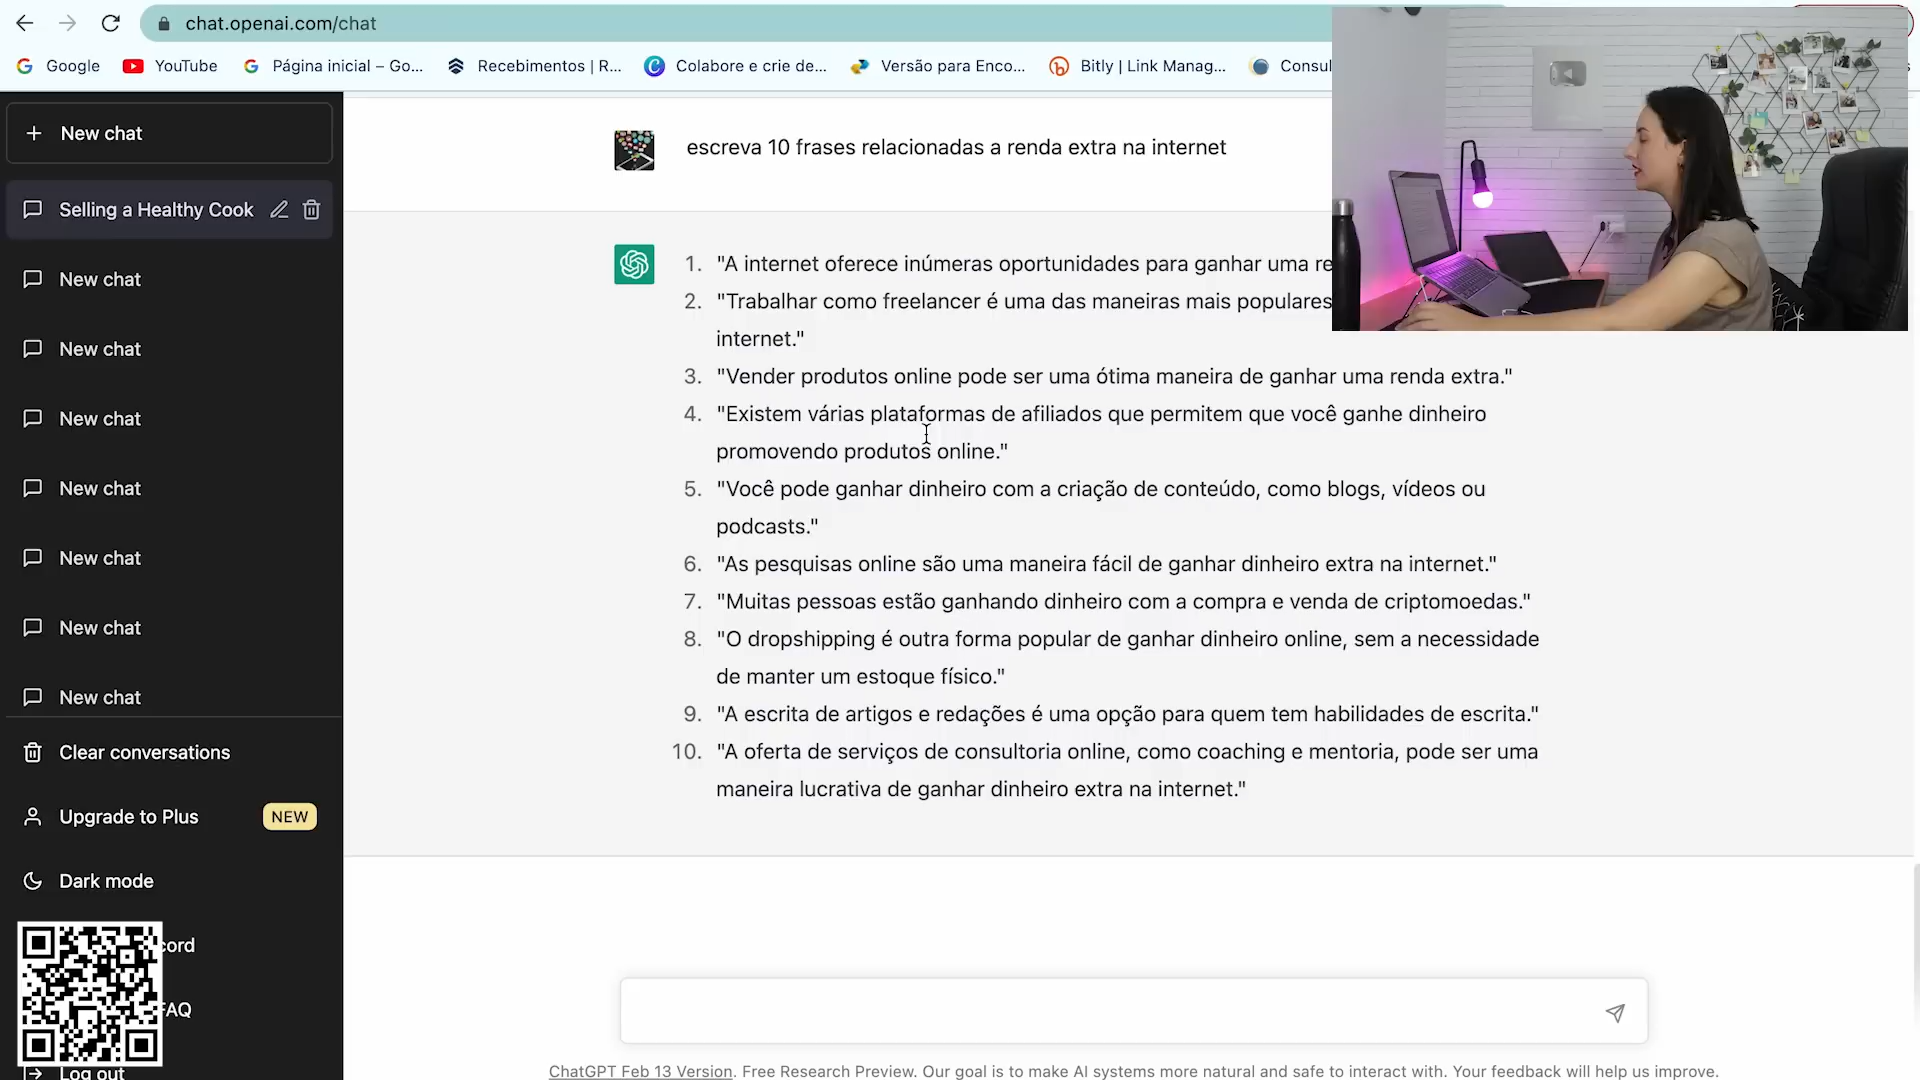 chat.openai.com/chat
Google
YouTube
Página inicial – Go...
Recebimentos | R...
Colabore e crie de...
Versão para Enco...
Bitly | Link Manag...
Consul
New chat
Selling a Healthy Cook
New chat
New chat
New chat
New chat
New chat
New chat
New chat
Clear conversations
Upgrade to Plus
NEW
Dark mode
cord
FAQ
Log out
escreva 10 frases relacionadas a renda extra na internet
1. "A internet oferece inúmeras oportunidades para ganhar uma re
2. "Trabalhar como freelancer é uma das maneiras mais populares
internet."
3. "Vender produtos online pode ser uma ótima maneira de ganhar uma renda extra."
4. "Existem várias plataformas de afiliados que permitem que você ganhe dinheiro
promovendo produtos online."
5. "Você pode ganhar dinheiro com a criação de conteúdo, como blogs, vídeos ou
podcasts."
6. "As pesquisas online são uma maneira fácil de ganhar dinheiro extra na internet."
7. "Muitas pessoas estão ganhando dinheiro com a compra e venda de criptomoedas."
8. "O dropshipping é outra forma popular de ganhar dinheiro online, sem a necessidade
de manter um estoque físico."
9. "A escrita de artigos e redações é uma opção para quem tem habilidades de escrita."
10. "A oferta de serviços de consultoria online, como coaching e mentoria, pode ser uma
maneira lucrativa de ganhar dinheiro extra na internet."
ChatGPT Feb 13 Version. Free Research Preview. Our goal is to make AI systems more natural and safe to interact with. Your feedback will help us improve.